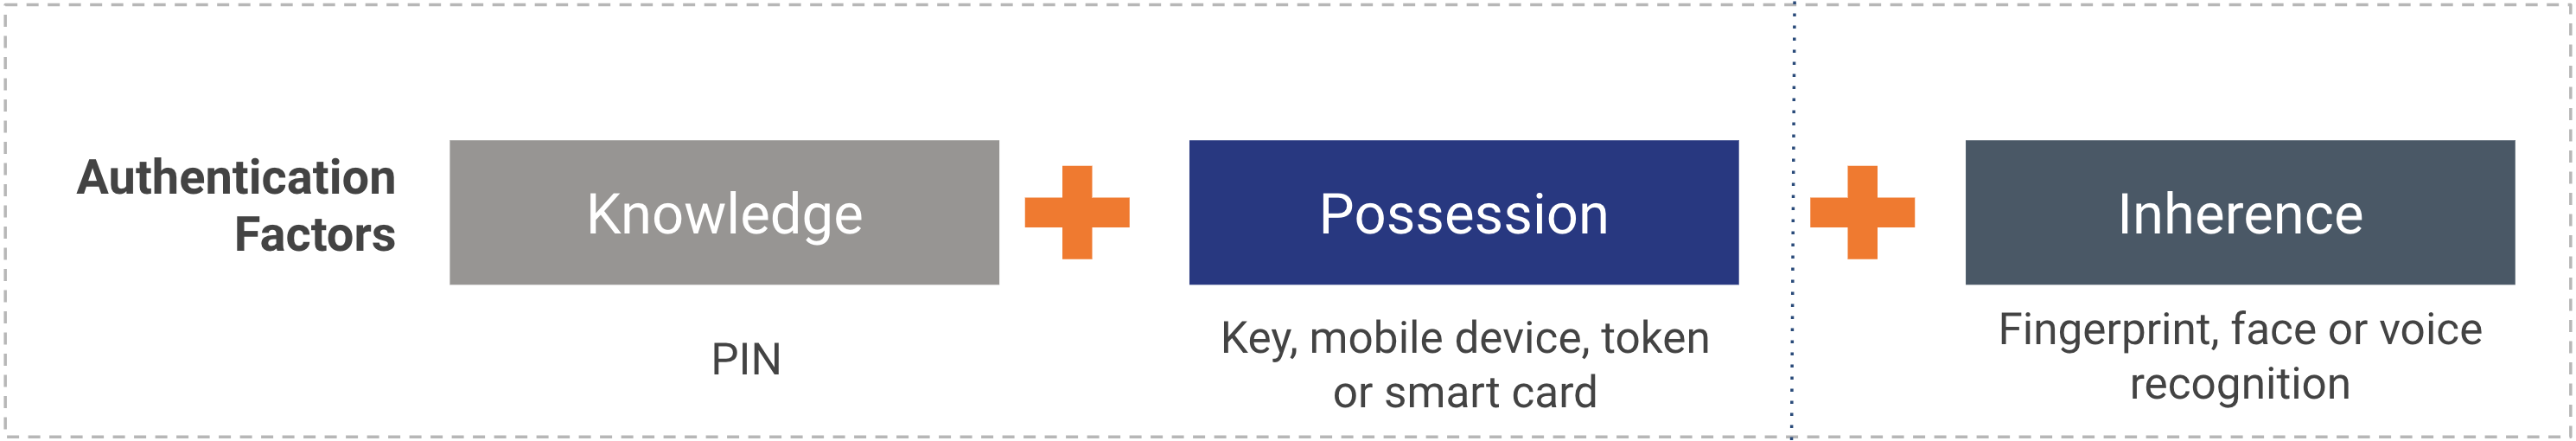 Authentication
Factors
Knowledge
Possession
Inherence
PIN
Key, mobile device, token
or smart card
Fingerprint, face or voice
recognition